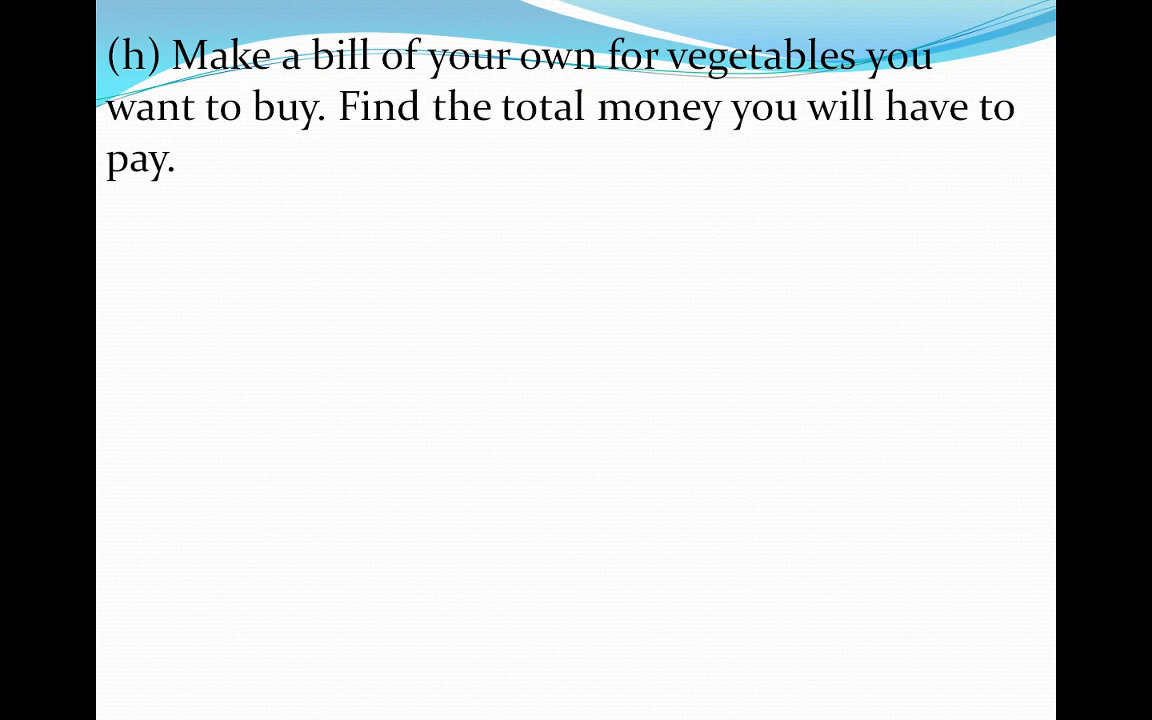 (h) Make a bill of your own for vegetables you
want to buy. Find the total money you will have to
pay.